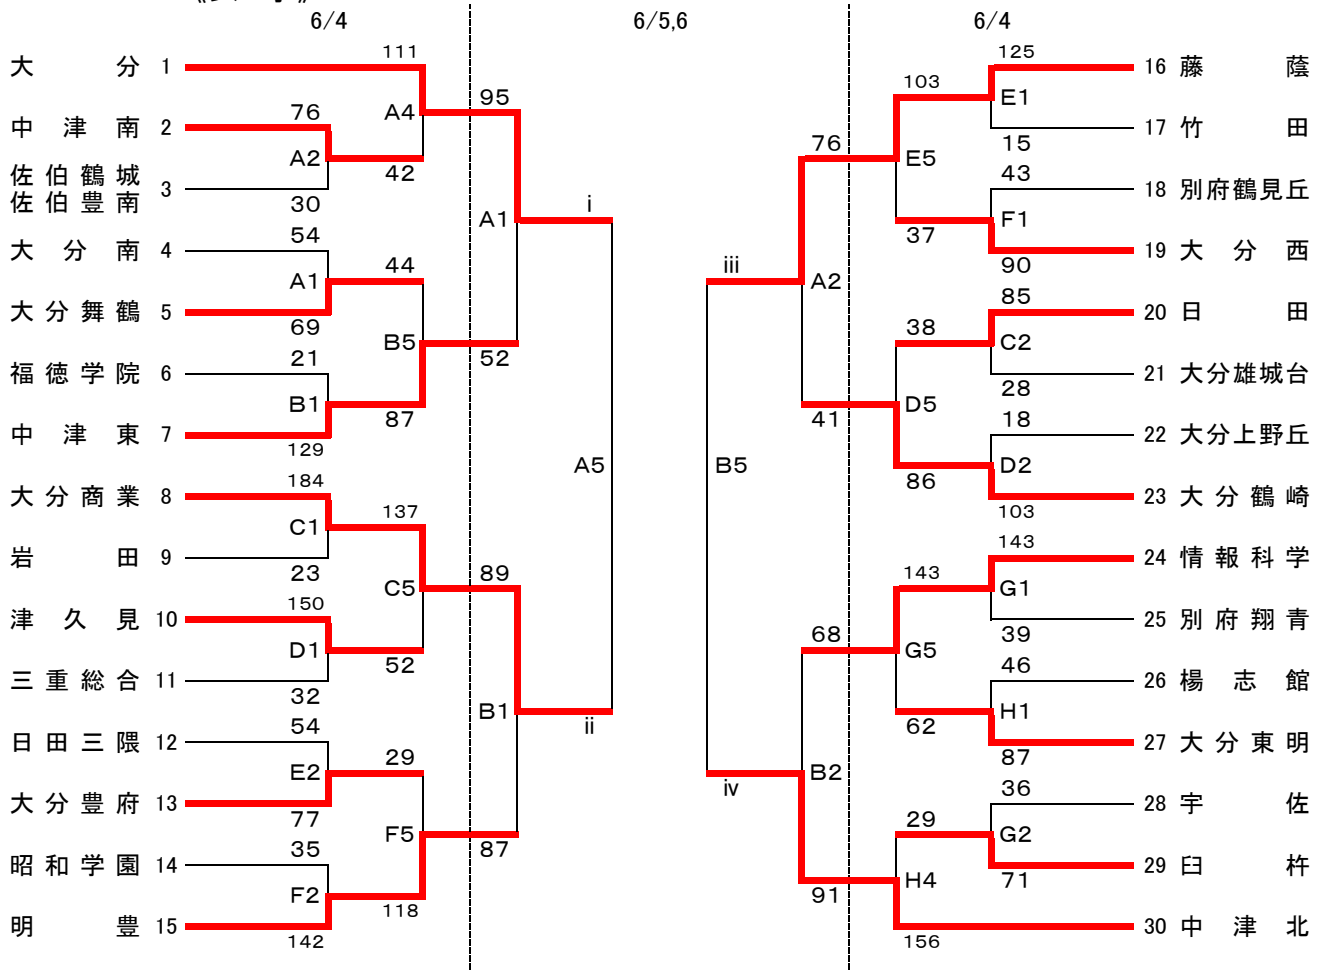 6/4 6/5,6 6/4
大分 1 111
中津南 2 76 A4 95
A2
佐伯鶴城
佐伯豊南 3 30 42
A1 i
大分南 4 54 44
A1
大分舞鶴 5 69 B5 52
福徳学院 6 21
B1 87
中津東 7 129
A5
大分商業 8 184 137
C1
岩田 9 23 C5 89
津久見 10 150
D1 52
三重総合 11 32
B1 ii
日田三隈 12 54 29
E2
大分豊府 13 77 F5 87
昭和学園 14 35
F2 118
明豊 15 142
125 16 藤蔭
103 E1
15 17 竹田
76 E5
43 18 別府鶴見丘
37 F1
90 19 大分西
iii A2
85 20 日田
38 C2
28 21 大分雄城台
41 D5
18 22 大分上野丘
86 D2
103 23 大分鶴崎
B5
143 24 情報科学
143 G1
39 25 別府翔青
68 G5
46 26 楊志館
62 H1
87 27 大分東明
iv B2
36 28 宇佐
29 G2
71 29 臼杵
91 H4
156 30 中津北